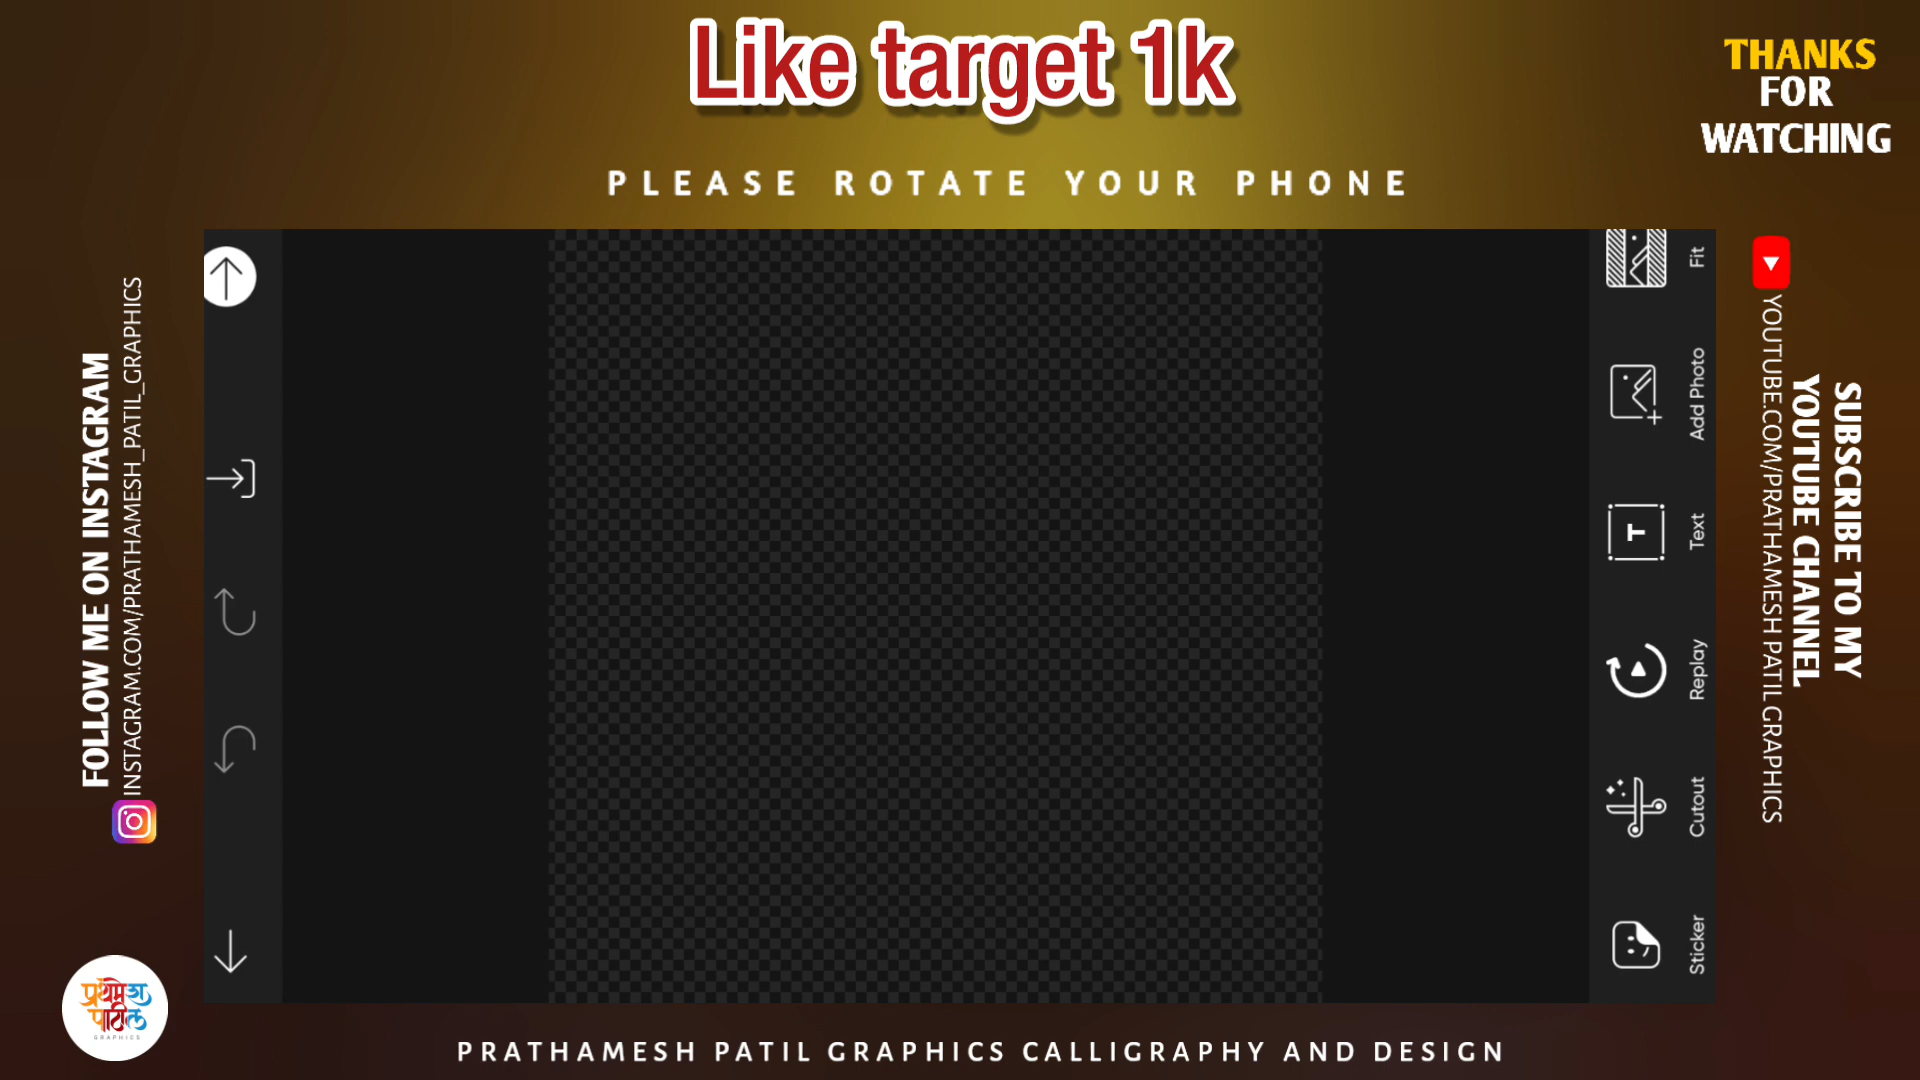 Like target 1k
THANKS
FOR
WATCHING
PLEASE ROTATE YOUR PHONE
FOLLOW ME ON INSTAGRAM
INSTAGRAM.COM/PRATHAMESH_PATIL_GRAPHICS
Fit
Add Photo
T
Text
Replay
Cutout
Sticker
SUBSCRIBE TO MY
YOUTUBE CHANNEL
YOUTUBE.COM/PRATHAMESH PATIL GRAPHICS
प्रथमेश
पाटील
GRAPHICS
PRATHAMESH PATIL GRAPHICS CALLIGRAPHY AND DESIGN